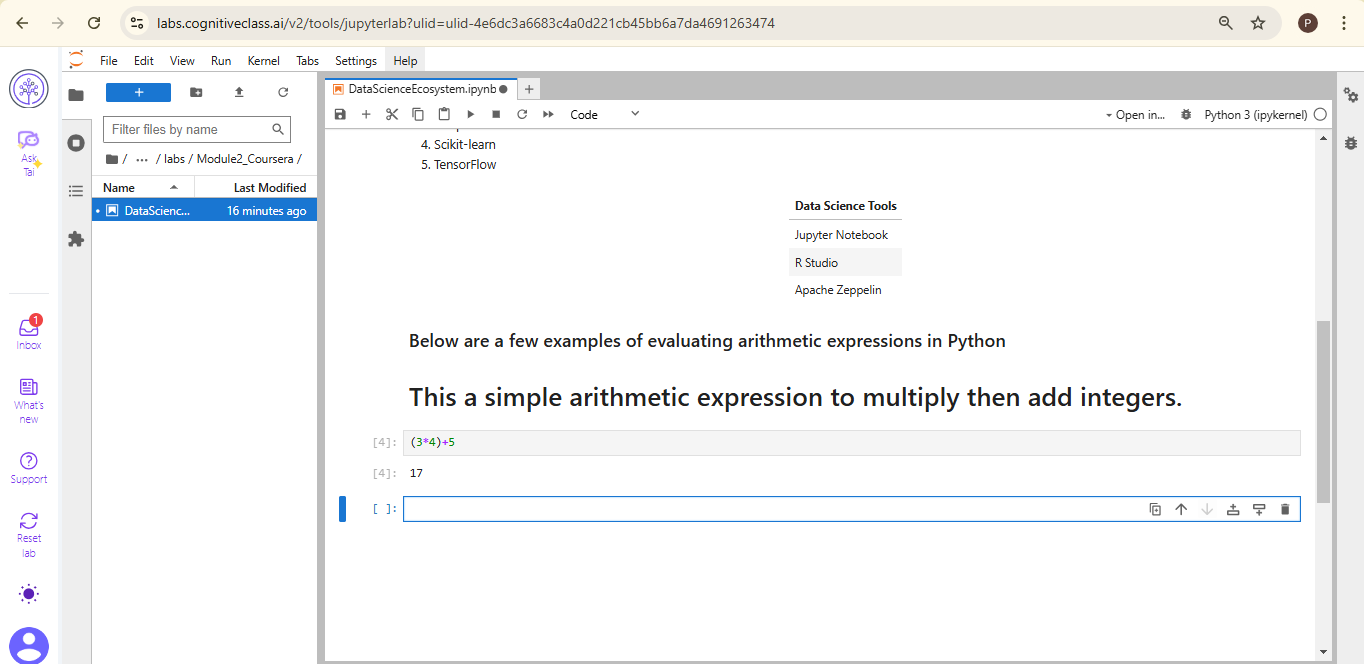 labs.cognitiveclass.ai/v2/tools/jupyterlab?ulid=ulid-4e6dc3a6683c4a0d221cb45bb6a7da4691263474
P
File Edit View Run Kernel Tabs Settings Help
Ask
Tai
1
Inbox
What's
new
Support
Reset
lab
+
Filter files by name
/ ... / labs / Module2_Coursera /
Name Last Modified
DataScienc... 16 minutes ago
DataScienceEcosystem.ipynb
+
Code
Open in...
Python 3 (ipykernel)
4. Scikit-learn
5. TensorFlow
Data Science Tools
Jupyter Notebook
R Studio
Apache Zeppelin
Below are a few examples of evaluating arithmetic expressions in Python
This a simple arithmetic expression to multiply then add integers.
[4]: (3*4)+5
[4]: 17
[ ]: